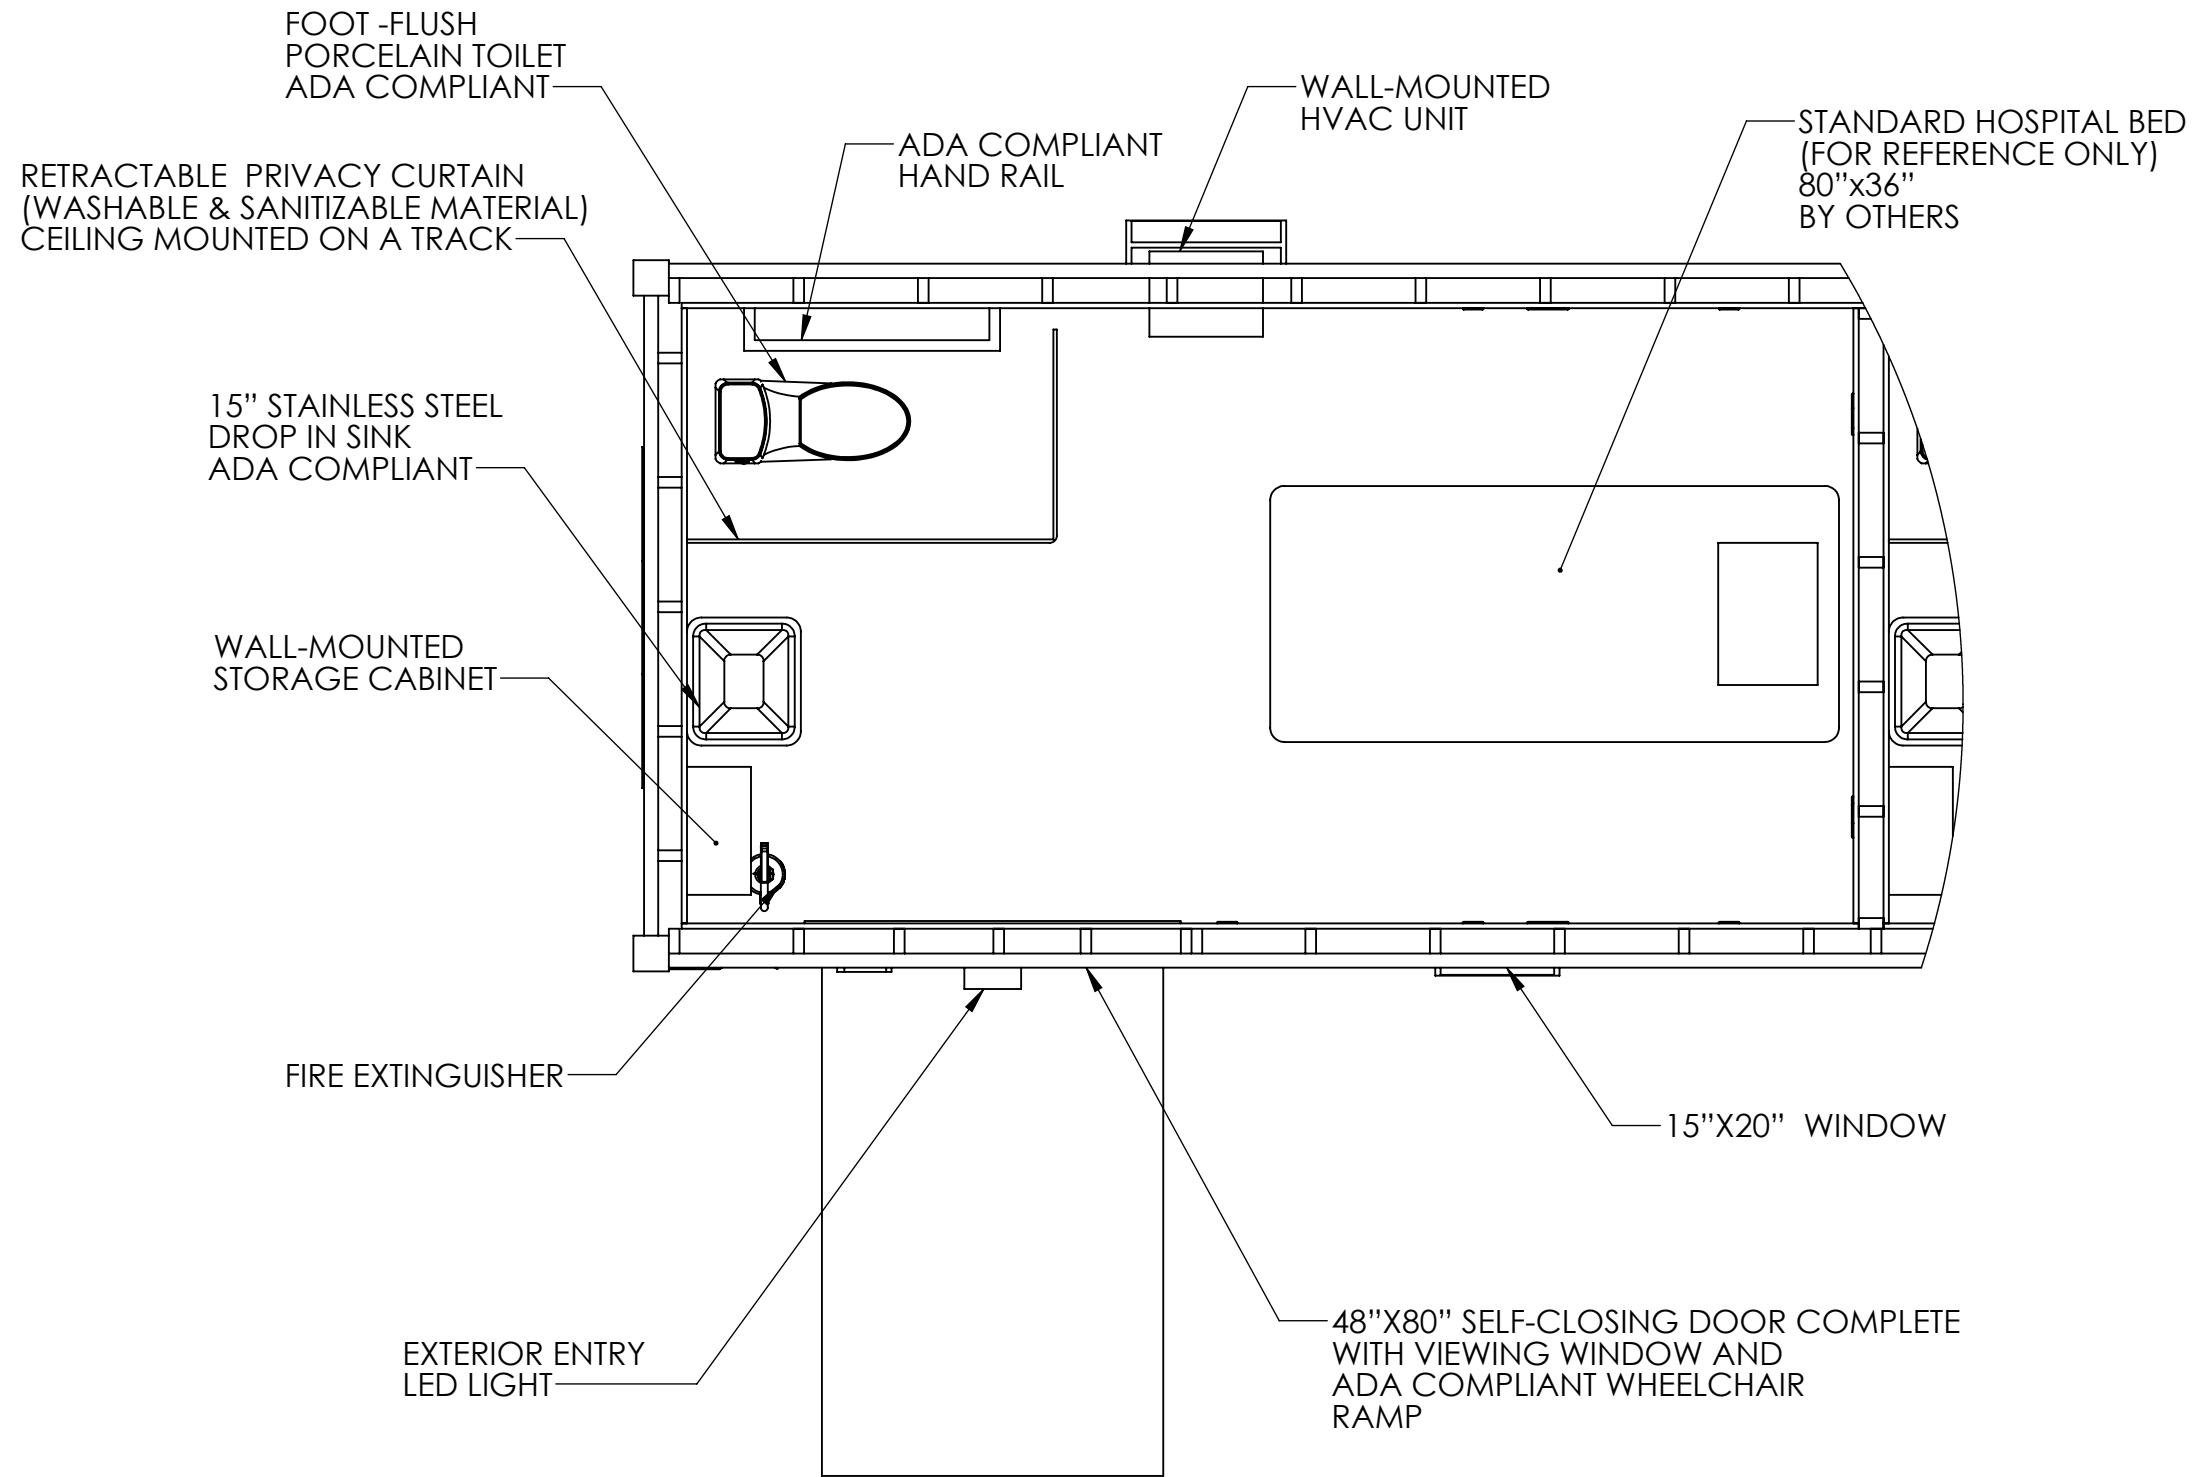 FOOT -FLUSH
PORCELAIN TOILET
ADA COMPLIANT
WALL-MOUNTED
HVAC UNIT
STANDARD HOSPITAL BED
(FOR REFERENCE ONLY)
80”x36”
BY OTHERS
ADA COMPLIANT
HAND RAIL
RETRACTABLE  PRIVACY CURTAIN
(WASHABLE & SANITIZABLE MATERIAL)
CEILING MOUNTED ON A TRACK
15” STAINLESS STEEL
DROP IN SINK
ADA COMPLIANT
WALL-MOUNTED
STORAGE CABINET
FIRE EXTINGUISHER
15”X20”  WINDOW
EXTERIOR ENTRY
LED LIGHT
48”X80” SELF-CLOSING DOOR COMPLETE
WITH VIEWING WINDOW AND
ADA COMPLIANT WHEELCHAIR
RAMP